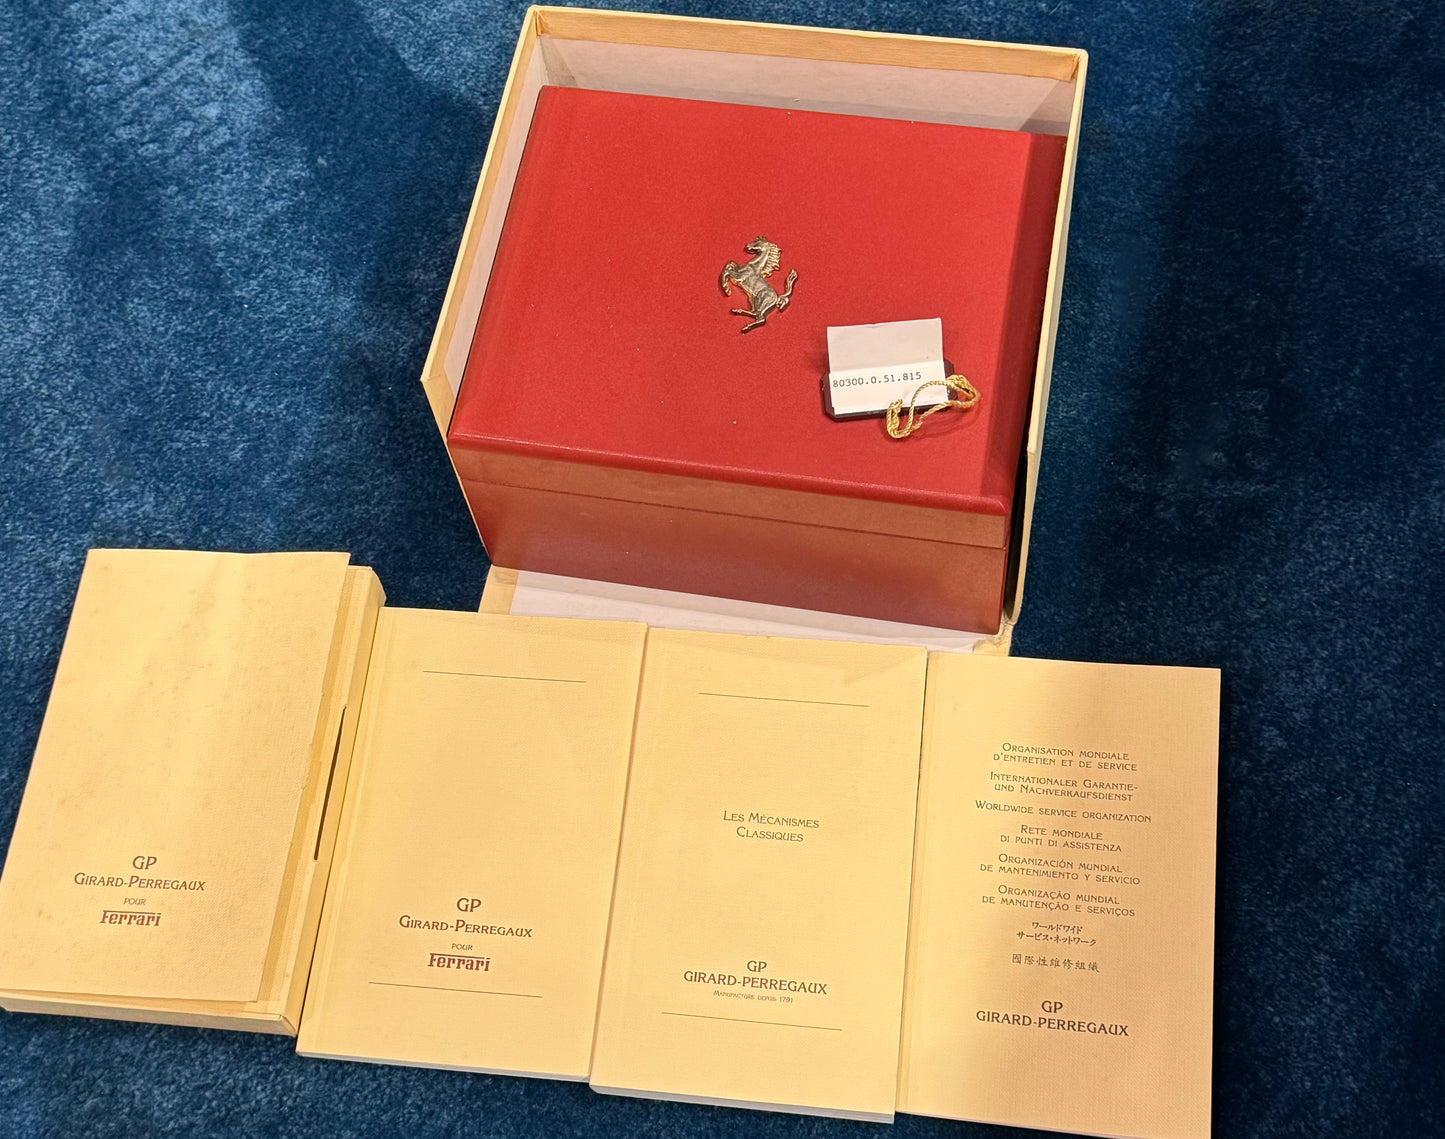 80300.0.51.815
GP
GIRARD-PERREGAUX
POUR
Ferrari
GP
GIRARD-PERREGAUX
POUR
Ferrari
LES MÉCANISMES
CLASSIQUES
GP
GIRARD-PERREGAUX
MANUFACTURE DEPUIS 1791
ORGANISATION MONDIALE
D'ENTRETIEN ET DE SERVICE
INTERNATIONALER GARANTIE-
UND NACHVERKAUFSDIENST
WORLDWIDE SERVICE ORGANIZATION
RETE MONDIALE
DI PUNTI DI ASSISTENZA
ORGANIZACIÓN MUNDIAL
DE MANTENIMIENTO Y SERVICIO
ORGANIZAÇÃO MUNDIAL
DE MANUTENÇÃO E SERVIÇOS
ワールドワイド
サービス・ネットワーク
國際性維修組織
GP
GIRARD-PERREGAUX